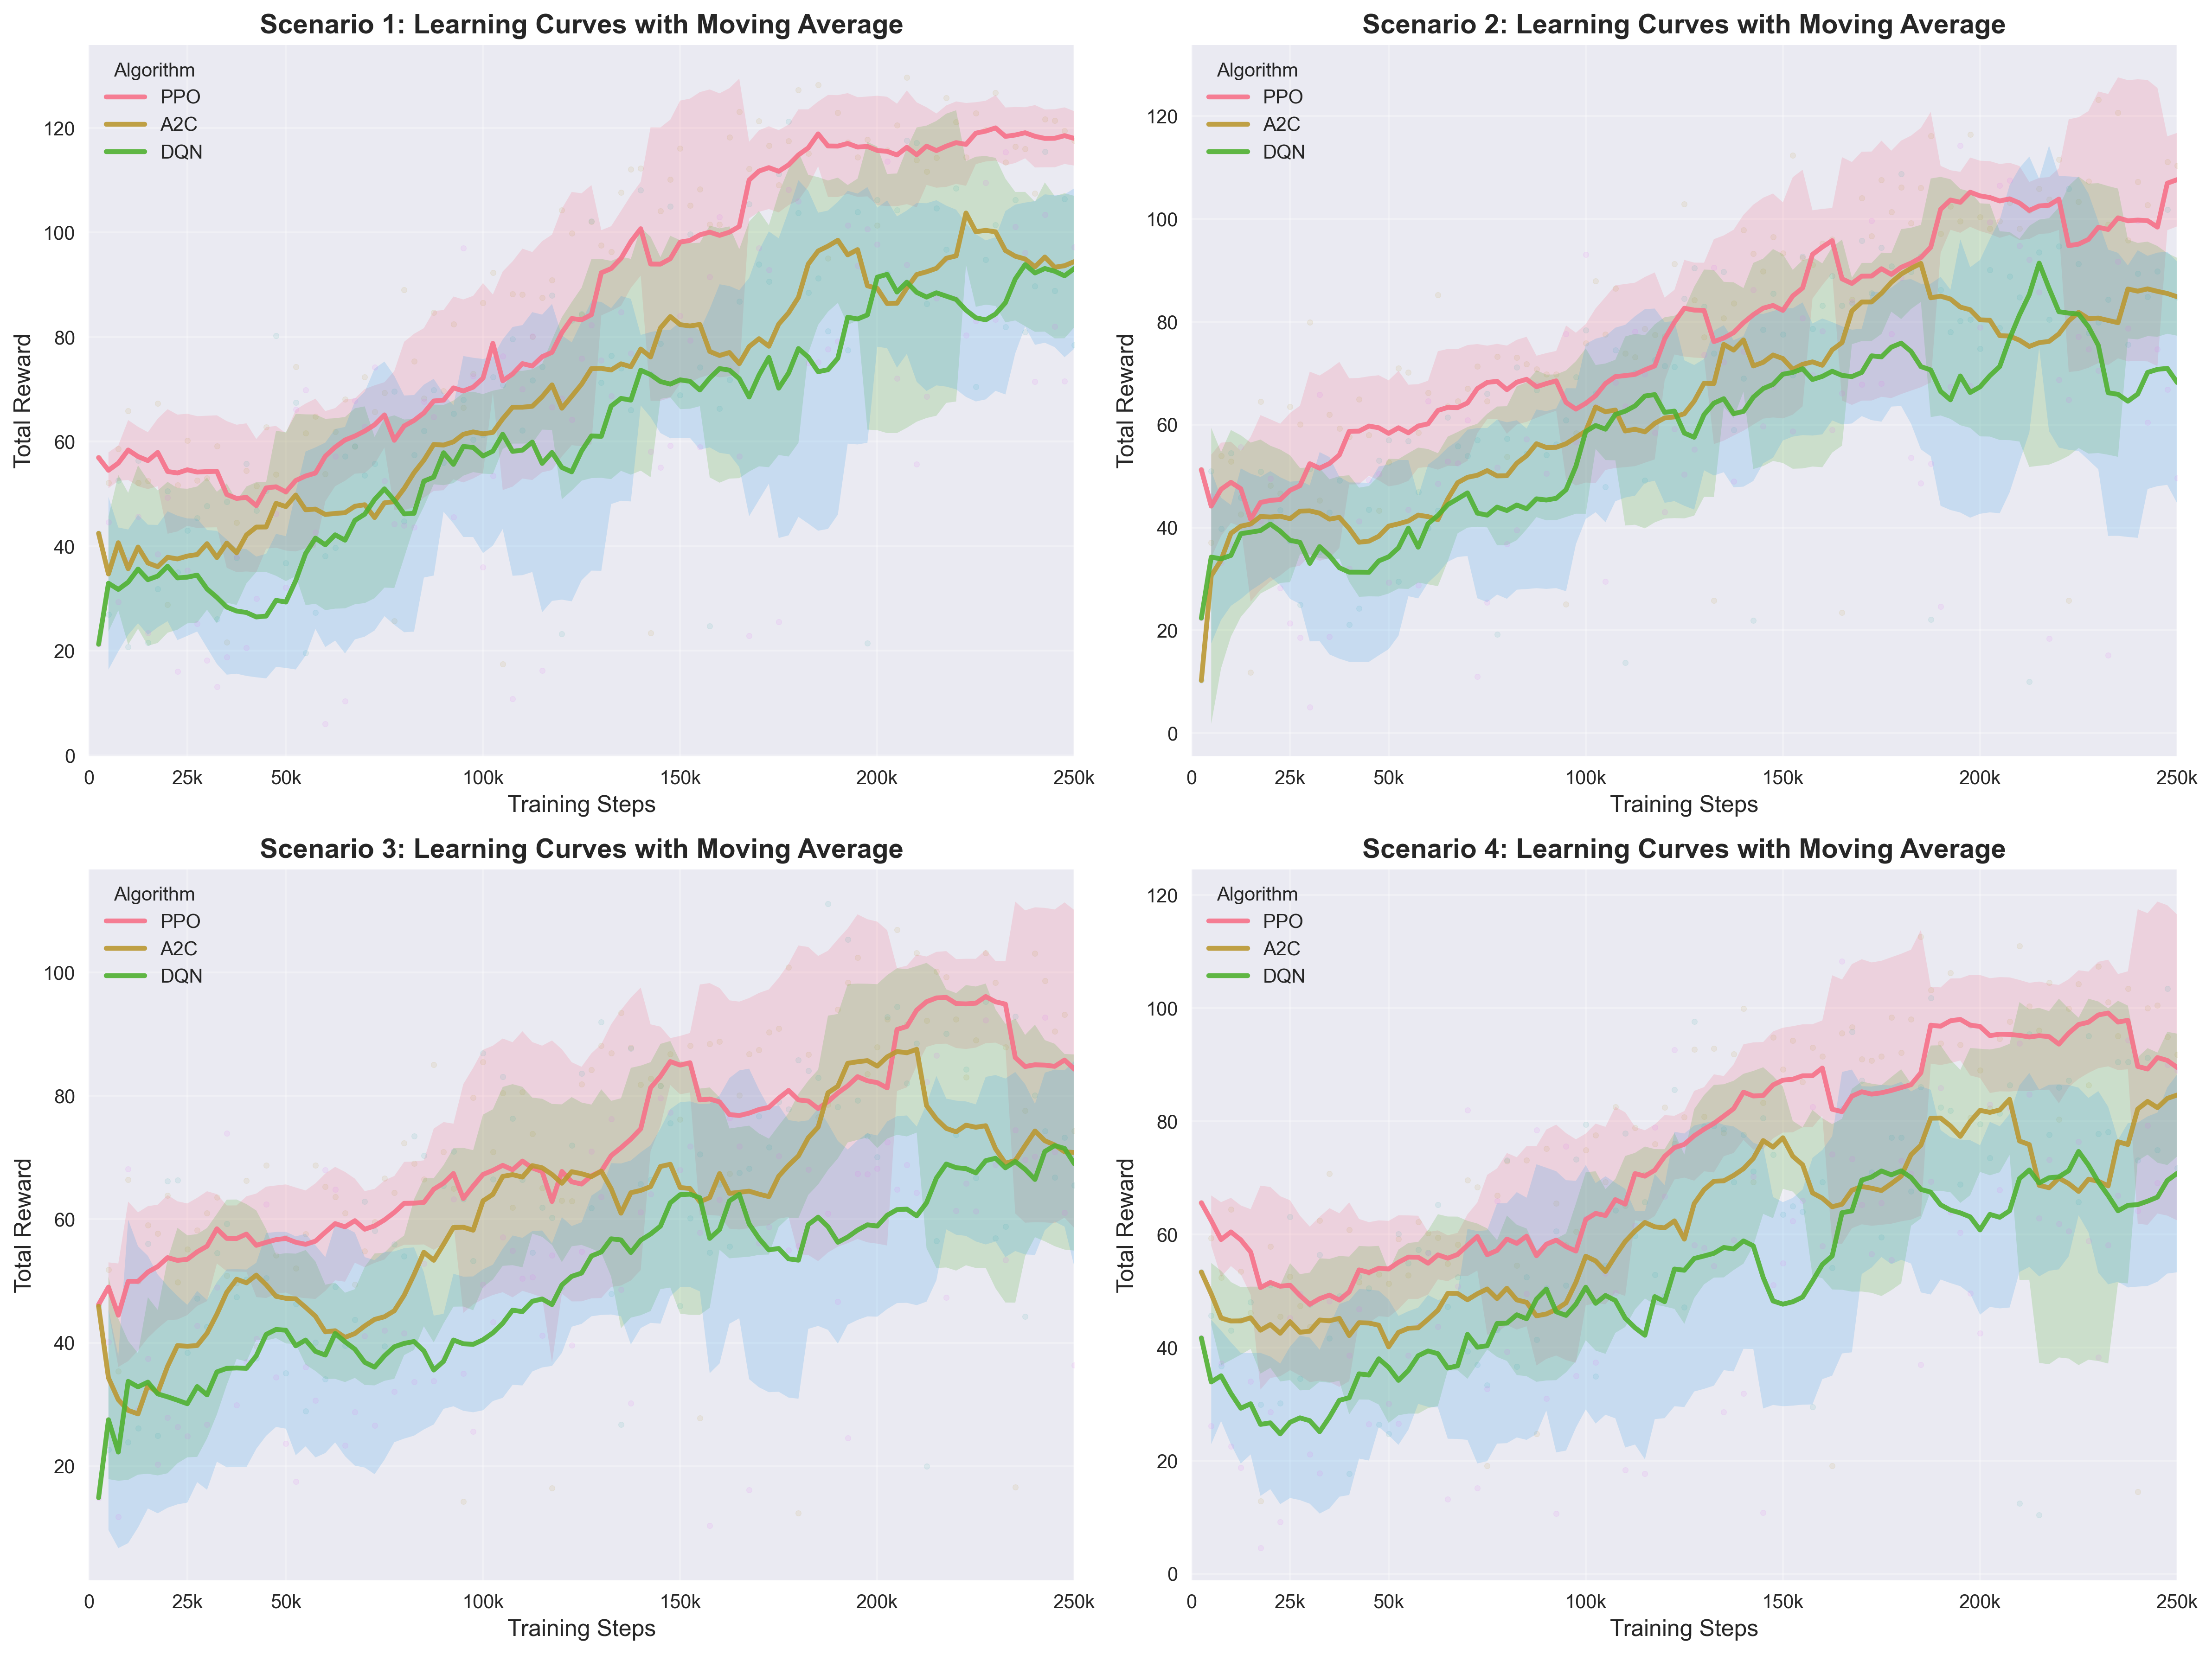 Scenario 1: Learning Curves with Moving Average
Algorithm
PPO
A2C
DQN
Total Reward
120
100
80
60
40
20
0
0 25k 50k 100k 150k 200k 250k
Training Steps
Scenario 2: Learning Curves with Moving Average
Algorithm
PPO
A2C
DQN
Total Reward
120
100
80
60
40
20
0
0 25k 50k 100k 150k 200k 250k
Training Steps
Scenario 3: Learning Curves with Moving Average
Algorithm
PPO
A2C
DQN
Total Reward
100
80
60
40
20
0 25k 50k 100k 150k 200k 250k
Training Steps
Scenario 4: Learning Curves with Moving Average
Algorithm
PPO
A2C
DQN
Total Reward
120
100
80
60
40
20
0
0 25k 50k 100k 150k 200k 250k
Training Steps